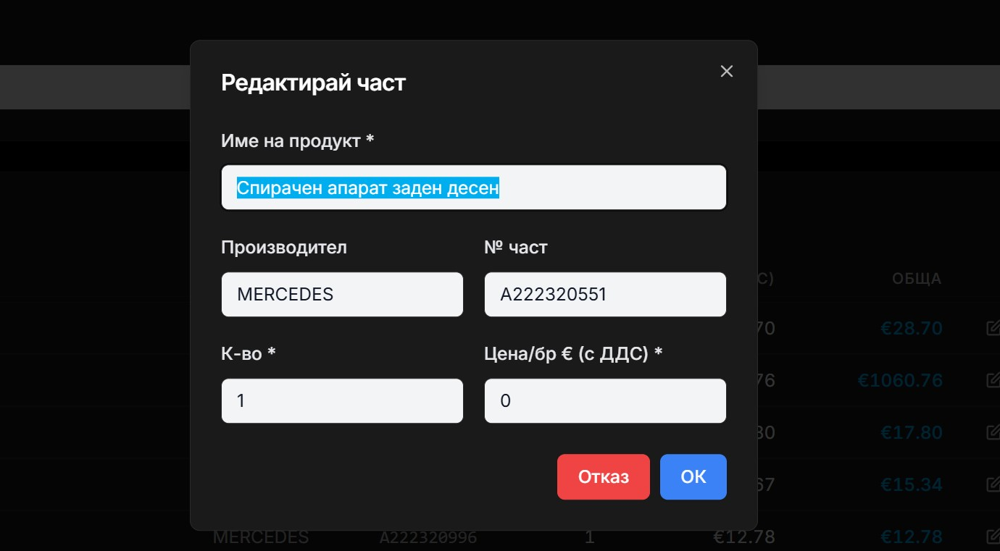 Редактирай част
Име на продукт *
Спирачен апарат заден десен
Производител № част
MERCEDES A222320551
С) ОБЩА
70 €28.70
К-во * Цена/бр € (с ДДС) *
76 €1060.76
1 0
80 €17.80
Отказ ОК
67 €15.34
MERCEDES A222320996 1 €12.78 €12.78